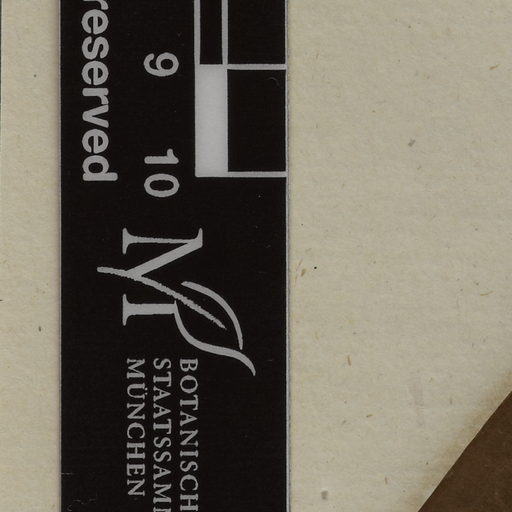 reserved
9 10
M
BOTANISCH
STAATSSAM
MÜNCHEN